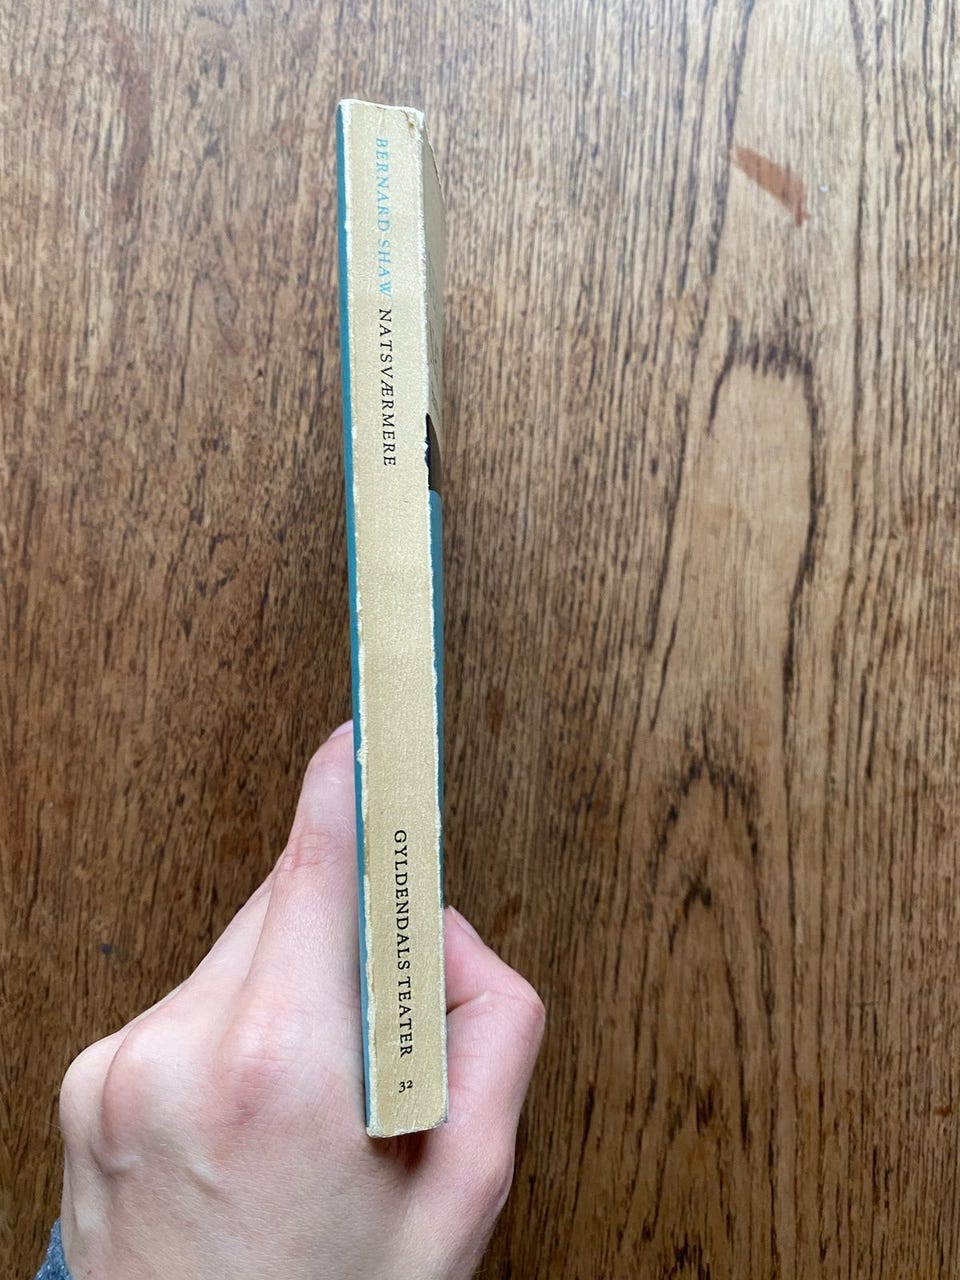 BERNARD SHAW NATSVÆRMERE
GYLDENDALS TEATER
32